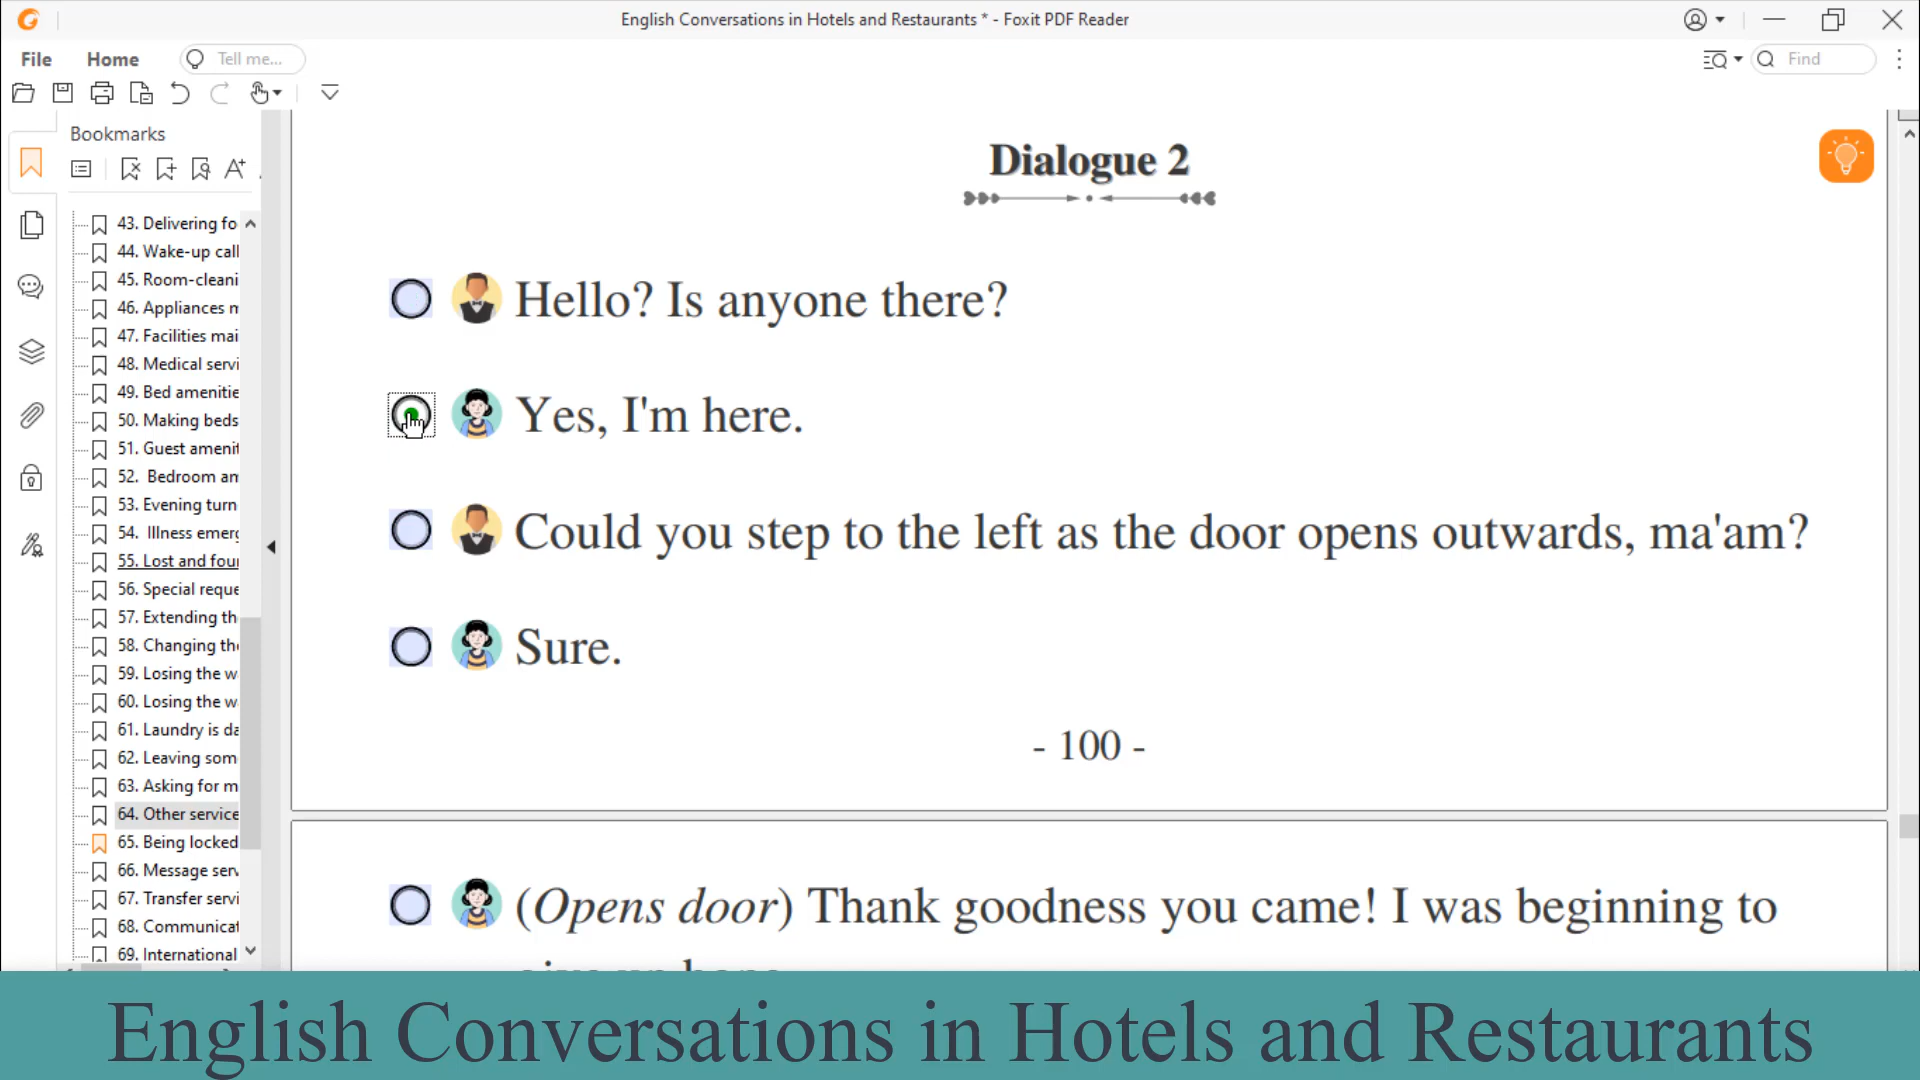 English Conversations in Hotels and Restaurants * - Foxit PDF Reader
File Home Tell me... Find
Bookmarks
43. Delivering fo
44. Wake-up call
45. Room-cleani
46. Appliances m
47. Facilities mai
48. Medical servi
49. Bed amenitie
50. Making beds
51. Guest amenit
52. Bedroom am
53. Evening turn
54. Illness emerg
55. Lost and four
56. Special reque
57. Extending th
58. Changing the
59. Losing the w
60. Losing the w
61. Laundry is da
62. Leaving som
63. Asking for m
64. Other service
65. Being locked
66. Message serv
67. Transfer servi
68. Communicat
69. International
Dialogue 2
Hello? Is anyone there?
Yes, I'm here.
Could you step to the left as the door opens outwards, ma'am?
Sure.
- 100 -
(Opens door) Thank goodness you came! I was beginning to
give up hope
English Conversations in Hotels and Restaurants